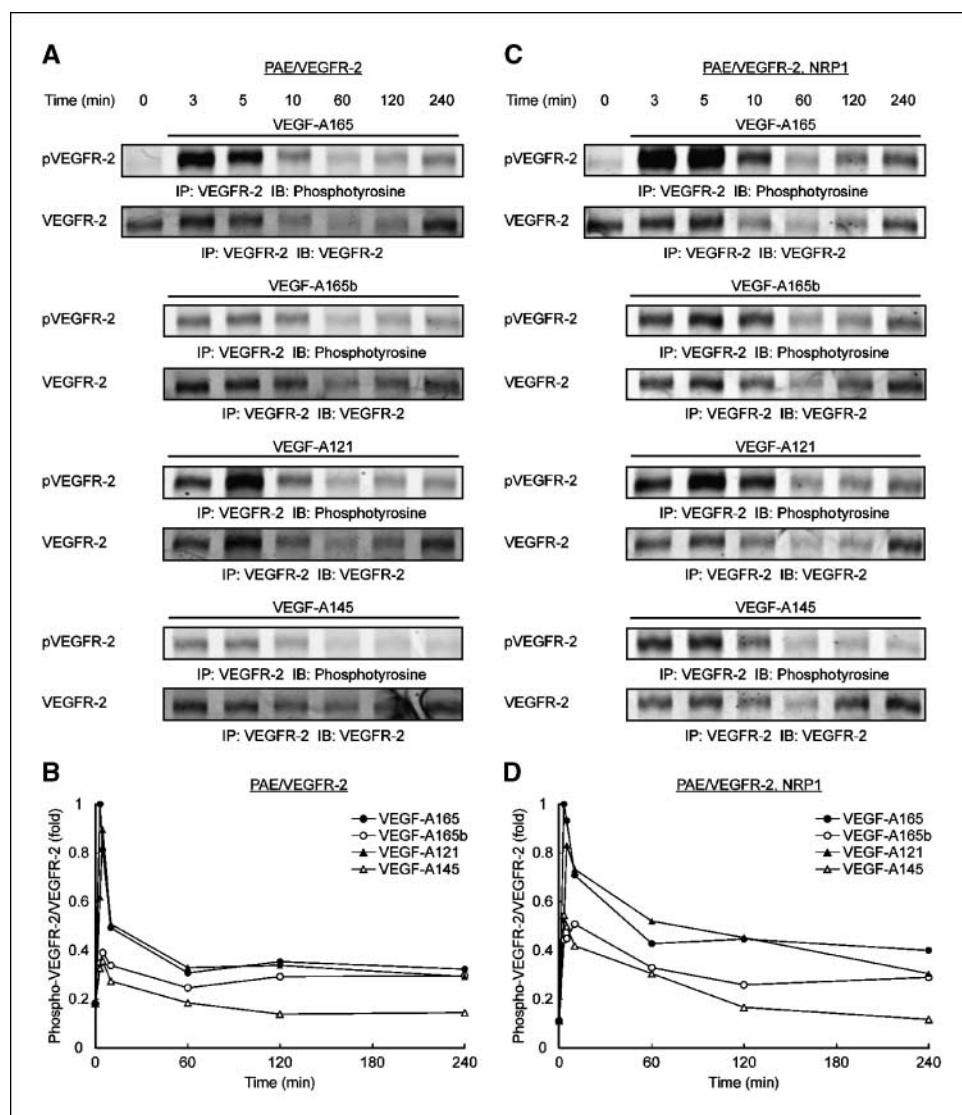 A
PAE/VEGFR-2
Time (min) 0 3 5 10 60 120 240
VEGF-A165
pVEGFR-2
IP: VEGFR-2 IB: Phosphotyrosine
VEGFR-2
IP: VEGFR-2 IB: VEGFR-2
VEGF-A165b
pVEGFR-2
IP: VEGFR-2 IB: Phosphotyrosine
VEGFR-2
IP: VEGFR-2 IB: VEGFR-2
VEGF-A121
pVEGFR-2
IP: VEGFR-2 IB: Phosphotyrosine
VEGFR-2
IP: VEGFR-2 IB: VEGFR-2
VEGF-A145
pVEGFR-2
IP: VEGFR-2 IB: Phosphotyrosine
VEGFR-2
IP: VEGFR-2 IB: VEGFR-2
B
PAE/VEGFR-2
Phospho-VEGFR-2/VEGFR-2 (fold)
1
0.8
0.6
0.4
0.2
0
VEGF-A165
VEGF-A165b
VEGF-A121
VEGF-A145
0 60 120 180 240
Time (min)
C
PAE/VEGFR-2, NRP1
Time (min) 0 3 5 10 60 120 240
VEGF-A165
pVEGFR-2
IP: VEGFR-2 IB: Phosphotyrosine
VEGFR-2
IP: VEGFR-2 IB: VEGFR-2
VEGF-A165b
pVEGFR-2
IP: VEGFR-2 IB: Phosphotyrosine
VEGFR-2
IP: VEGFR-2 IB: VEGFR-2
VEGF-A121
pVEGFR-2
IP: VEGFR-2 IB: Phosphotyrosine
VEGFR-2
IP: VEGFR-2 IB: VEGFR-2
VEGF-A145
pVEGFR-2
IP: VEGFR-2 IB: Phosphotyrosine
VEGFR-2
IP: VEGFR-2 IB: VEGFR-2
D
PAE/VEGFR-2, NRP1
Phospho-VEGFR-2/VEGFR-2 (fold)
1
0.8
0.6
0.4
0.2
0
VEGF-A165
VEGF-A165b
VEGF-A121
VEGF-A145
0 60 120 180 240
Time (min)